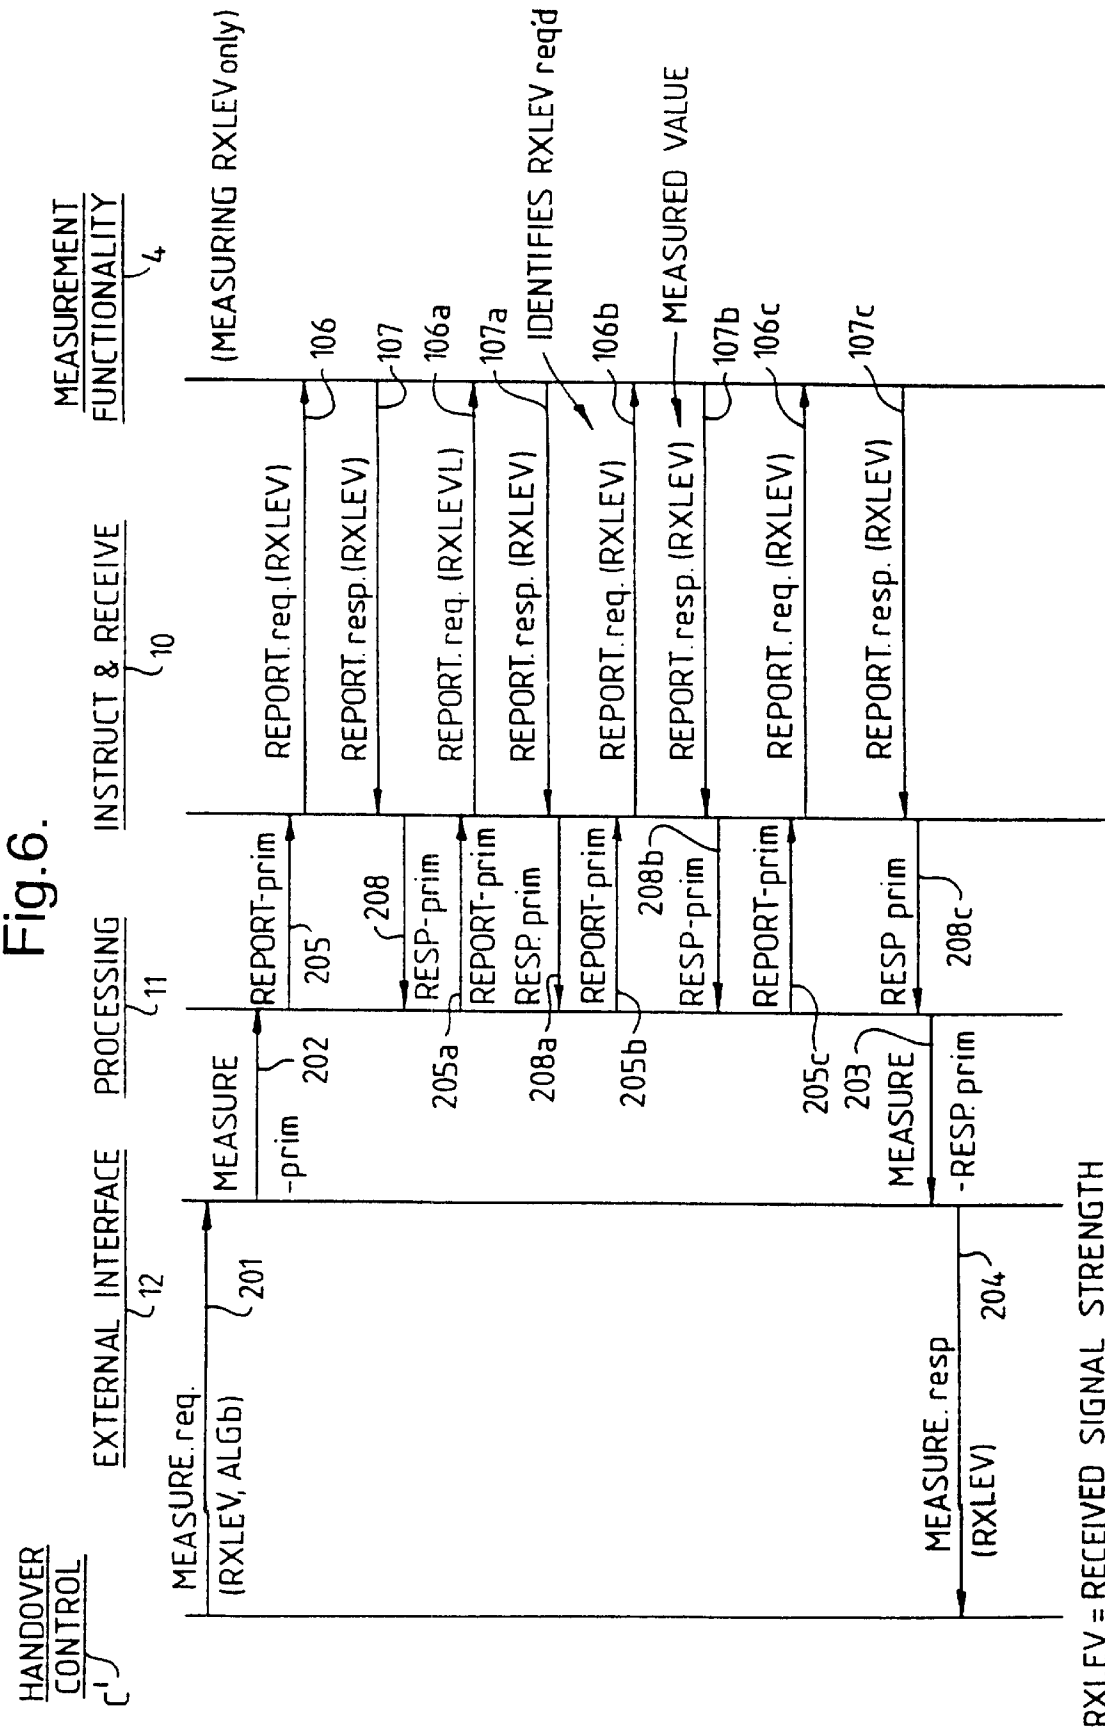 Fig.6.
HANDOVER
CONTROL
C'
EXTERNAL INTERFACE
12
PROCESSING
11
INSTRUCT & RECEIVE
10
MEASUREMENT
FUNCTIONALITY
4
(MEASURING RXLEV only)
MEASURE.req.
(RXLEV, ALGb)
201
MEASURE
-prim
202
REPORT-prim
205
REPORT.req.(RXLEV)
106
REPORT.resp.(RXLEV)
107
208
RESP-prim
205a
REPORT-prim
REPORT.req.(RXLEVL)
106a
REPORT.resp.(RXLEV)
107a
RESP.prim
208a
IDENTIFIES RXLEV req'd
REPORT-prim
205b
REPORT.req.(RXLEV)
106b
MEASURED VALUE
REPORT.resp.(RXLEV)
107b
208b
RESP-prim
REPORT-prim
205c
REPORT.req.(RXLEV)
106c
REPORT.resp.(RXLEV)
107c
RESP prim
208c
203
MEASURE
-RESP.prim
204
MEASURE.resp
(RXLEV)
RXLEV = RECEIVED SIGNAL STRENGTH